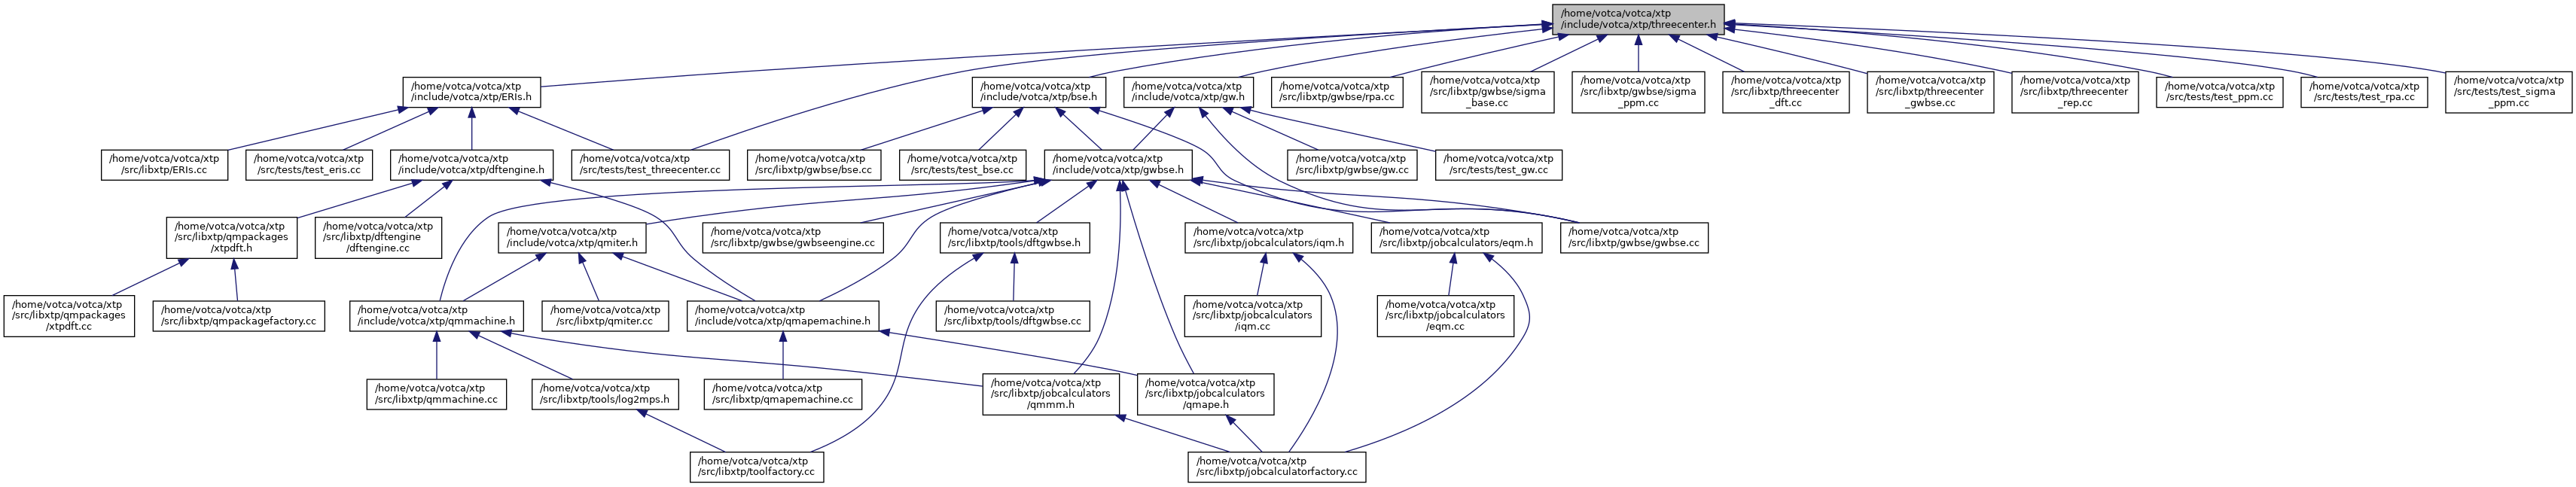 /home/votca/votca/xtp
/include/votca/xtp/threecenter.h
/home/votca/votca/xtp
/include/votca/xtp/ERIs.h
/home/votca/votca/xtp
/include/votca/xtp/bse.h
/home/votca/votca/xtp
/include/votca/xtp/gw.h
/home/votca/votca/xtp
/src/libxtp/gwbse/rpa.cc
/home/votca/votca/xtp
/src/libxtp/gwbse/sigma
_base.cc
/home/votca/votca/xtp
/src/libxtp/gwbse/sigma
_ppm.cc
/home/votca/votca/xtp
/src/libxtp/threecenter
_dft.cc
/home/votca/votca/xtp
/src/libxtp/threecenter
_gwbse.cc
/home/votca/votca/xtp
/src/libxtp/threecenter
_rep.cc
/home/votca/votca/xtp
/src/tests/test_ppm.cc
/home/votca/votca/xtp
/src/tests/test_rpa.cc
/home/votca/votca/xtp
/src/tests/test_sigma
_ppm.cc
/home/votca/votca/xtp
/src/libxtp/ERIs.cc
/home/votca/votca/xtp
/src/tests/test_eris.cc
/home/votca/votca/xtp
/include/votca/xtp/dftengine.h
/home/votca/votca/xtp
/src/tests/test_threecenter.cc
/home/votca/votca/xtp
/src/libxtp/gwbse/bse.cc
/home/votca/votca/xtp
/src/tests/test_bse.cc
/home/votca/votca/xtp
/include/votca/xtp/gwbse.h
/home/votca/votca/xtp
/src/libxtp/gwbse/gw.cc
/home/votca/votca/xtp
/src/tests/test_gw.cc
/home/votca/votca/xtp
/src/libxtp/qmpackages
/xtpdft.h
/home/votca/votca/xtp
/src/libxtp/dftengine
/dftengine.cc
/home/votca/votca/xtp
/include/votca/xtp/qmiter.h
/home/votca/votca/xtp
/src/libxtp/gwbse/gwbseengine.cc
/home/votca/votca/xtp
/src/libxtp/tools/dftgwbse.h
/home/votca/votca/xtp
/src/libxtp/jobcalculators/iqm.h
/home/votca/votca/xtp
/src/libxtp/jobcalculators/eqm.h
/home/votca/votca/xtp
/src/libxtp/gwbse/gwbse.cc
/home/votca/votca/xtp
/src/libxtp/qmpackages
/xtpdft.cc
/home/votca/votca/xtp
/src/libxtp/qmpackagefactory.cc
/home/votca/votca/xtp
/include/votca/xtp/qmmachine.h
/home/votca/votca/xtp
/src/libxtp/qmiter.cc
/home/votca/votca/xtp
/include/votca/xtp/qmapemachine.h
/home/votca/votca/xtp
/src/libxtp/tools/dftgwbse.cc
/home/votca/votca/xtp
/src/libxtp/jobcalculators
/iqm.cc
/home/votca/votca/xtp
/src/libxtp/jobcalculators
/eqm.cc
/home/votca/votca/xtp
/src/libxtp/qmmachine.cc
/home/votca/votca/xtp
/src/libxtp/tools/log2mps.h
/home/votca/votca/xtp
/src/libxtp/qmapemachine.cc
/home/votca/votca/xtp
/src/libxtp/jobcalculators
/qmmm.h
/home/votca/votca/xtp
/src/libxtp/jobcalculators
/qmape.h
/home/votca/votca/xtp
/src/libxtp/toolfactory.cc
/home/votca/votca/xtp
/src/libxtp/jobcalculatorfactory.cc